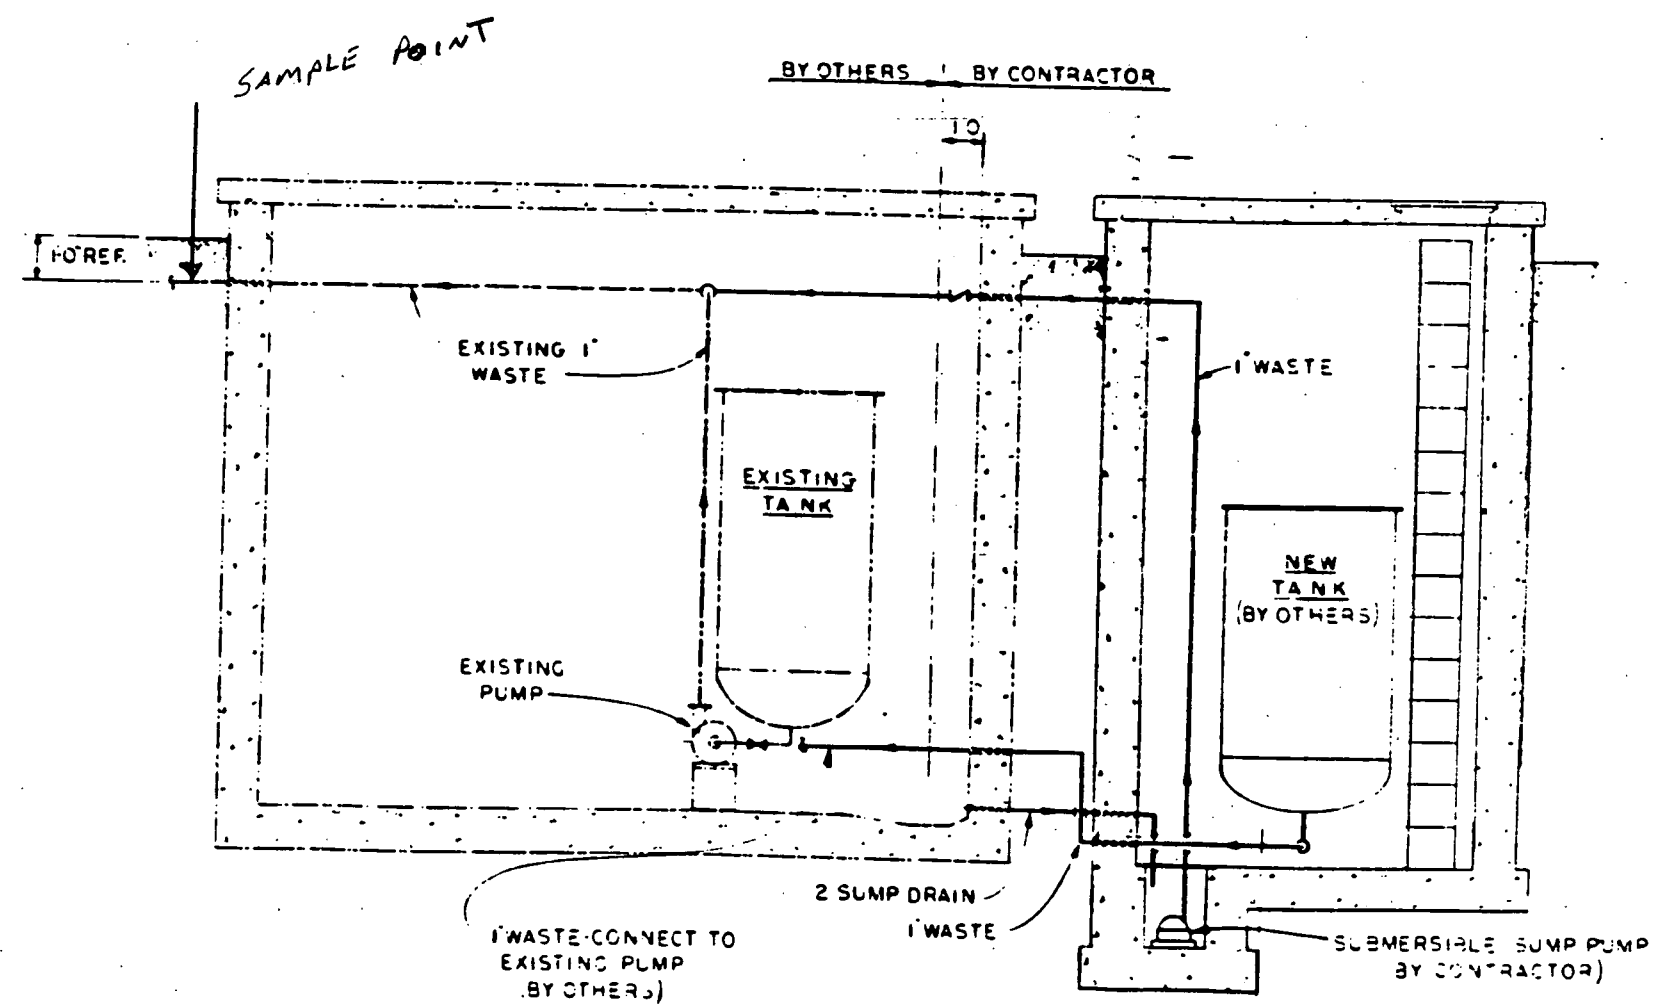 SAMPLE POINT
BY OTHERS BY CONTRACTOR
1 0
1 0" REF.
EXISTING 1"
WASTE
1" WASTE
EXISTING
TANK
NEW
TANK
(BY OTHERS)
EXISTING
PUMP
2 SUMP DRAIN
1" WASTE
1" WASTE-CONNECT TO
EXISTING PUMP
BY OTHERS)
SUBMERSIBLE SUMP PUMP
BY CONTRACTOR)